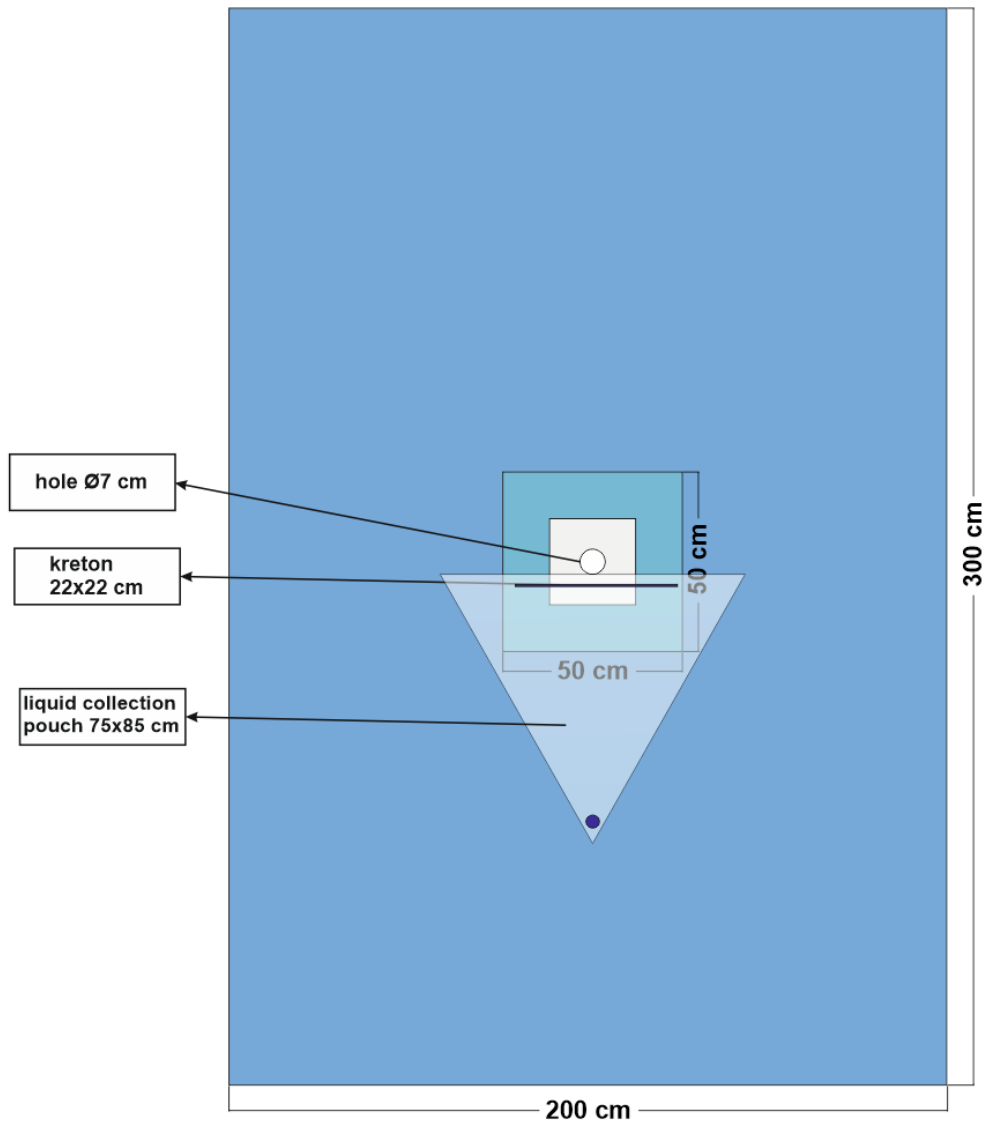 hole Ø7 cm
kreton
22x22 cm
liquid collection
pouch 75x85 cm
50 cm
50 cm
300 cm
200 cm